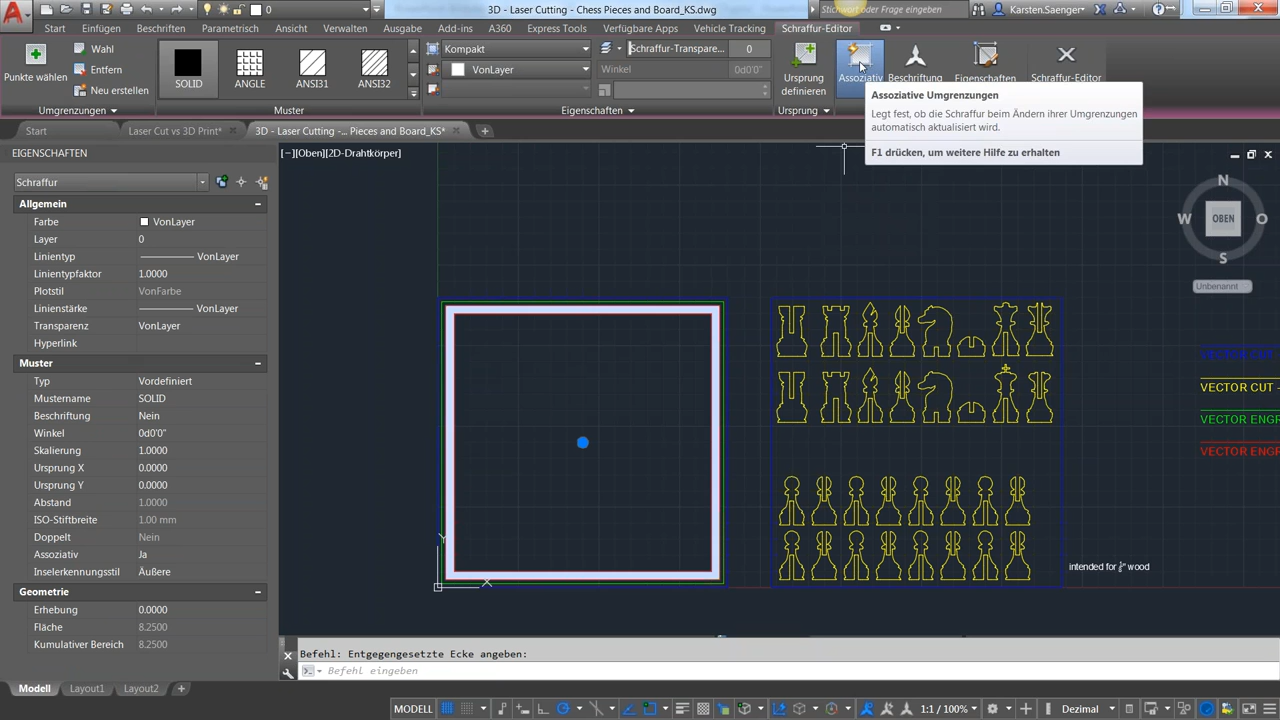 0
3D - Laser Cutting - Chess Pieces and Board_KS.dwg
Stichwort oder Frage eingeben
Karsten.Saenger
Start
Einfügen
Beschriften
Parametrisch
Ansicht
Verwalten
Ausgabe
Add-ins
A360
Express Tools
Verfügbare Apps
Mechanical
Schraffur-Editor
Punkte wählen
Wahl
Entfernen
Neu erstellen
SOLID
ANGLE
ANSI31
ANSI32
Kompakt
VonLayer
Schraffur-Transpare... 0
Winkel 0d0'0"
Ursprung definieren
Assoziativ
Beschriftung
Eigenschaften
Schraffur-Editor
Umgrenzungen
Muster
Eigenschaften
Ursprung
Assoziative Umgrenzungen
Legt fest, ob die Schraffur beim Ändern ihrer Umgrenzungen
automatisch aktualisiert wird.
F1 drücken, um weitere Hilfe zu erhalten
Start
Laser Cut vs 3D Print*
3D - Laser Cutting -... Pieces and Board_KS*
EIGENSCHAFTEN
[−][Oben][2D-Drahtkörper]
Schraffur
Allgemein
Farbe VonLayer
Layer 0
Linientyp VonLayer
Linientypfaktor 1.0000
Plotstil VonFarbe
Linienstärke VonLayer
Transparenz VonLayer
Hyperlink
Muster
Typ Vordefiniert
Mustername SOLID
Beschriftung Nein
Winkel 0d0'0"
Skalierung 1.0000
Ursprung X 0.0000
Ursprung Y 0.0000
Abstand 1.0000
ISO-Stiftbreite 1.00 mm
Doppelt Nein
Assoziativ Ja
Inselerkennungsstil Äußere
Geometrie
Erhebung 0.0000
Fläche 8.2500
Kumulativer Bereich 8.2500
N
W OBEN O
S
Unbenannt
VECTOR CUT -
VECTOR ENGR
VECTOR ENGR
Y
X
Befehl: Entgegengesetzte Ecke angeben:
Befehl eingeben
Modell
Layout1
Layout2
MODELL
1:1 / 100%
Dezimal